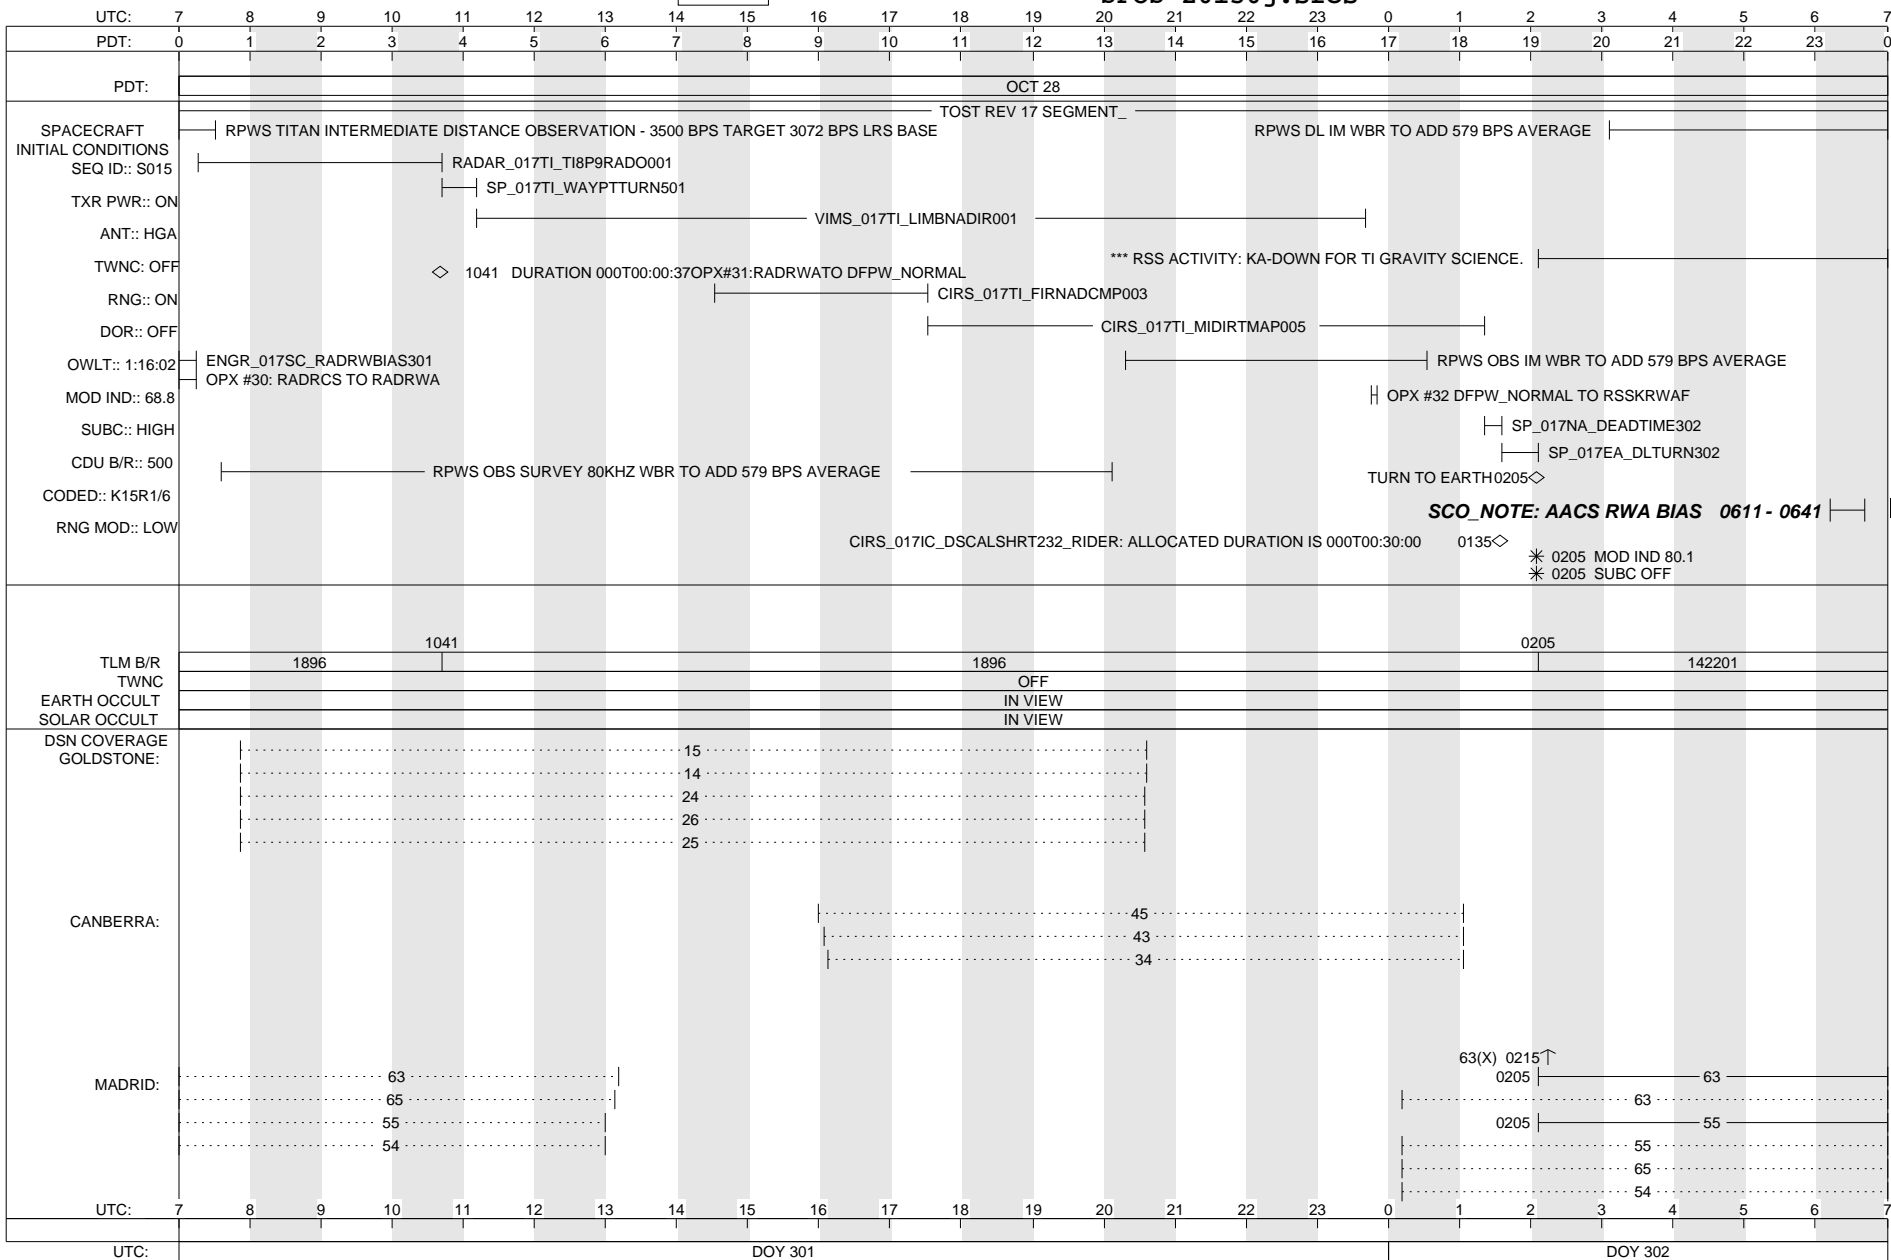 UTC: 7 8 9 10 11 12 13 14 15 16 17 18 19 20 21 22 23 0 1 2 3 4 5 6 7
PDT: 0 1 2 3 4 5 6 7 8 9 10 11 12 13 14 15 16 17 18 19 20 21 22 23 0
PDT: OCT 28
TOST REV 17 SEGMENT_
SPACECRAFT
INITIAL CONDITIONS
RPWS TITAN INTERMEDIATE DISTANCE OBSERVATION - 3500 BPS TARGET 3072 BPS LRS BASE
RPWS DL IM WBR TO ADD 579 BPS AVERAGE
SEQ ID:: S015
RADAR_017TI_TI8P9RADO001
SP_017TI_WAYPTTURN501
TXR PWR:: ON
VIMS_017TI_LIMBNADIR001
ANT:: HGA
*** RSS ACTIVITY: KA-DOWN FOR TI GRAVITY SCIENCE.
TWNC: OFF
1041 DURATION 000T00:00:37OPX#31:RADRWATO DFPW_NORMAL
RNG:: ON
CIRS_017TI_FIRNADCMP003
DOR:: OFF
CIRS_017TI_MIDIRTMAP005
OWLT:: 1:16:02
ENGR_017SC_RADRWBIAS301
RPWS OBS IM WBR TO ADD 579 BPS AVERAGE
OPX #30: RADRCS TO RADRWA
MOD IND:: 68.8
OPX #32 DFPW_NORMAL TO RSSKRWAF
SUBC:: HIGH
SP_017NA_DEADTIME302
SP_017EA_DLTURN302
CDU B/R:: 500
RPWS OBS SURVEY 80KHZ WBR TO ADD 579 BPS AVERAGE
TURN TO EARTH0205
CODED:: K15R1/6
SCO_NOTE: AACS RWA BIAS 0611 - 0641
RNG MOD:: LOW
CIRS_017IC_DSCALSHRT232_RIDER: ALLOCATED DURATION IS 000T00:30:00 0135
0205 MOD IND 80.1
0205 SUBC OFF
1041 0205
TLM B/R 1896 1896 142201
TWNC OFF
EARTH OCCULT IN VIEW
SOLAR OCCULT IN VIEW
DSN COVERAGE
GOLDSTONE:
15
14
24
26
25
CANBERRA:
45
43
34
63(X) 0215
MADRID:
63 0205 63
65 63
55 0205 55
54 55
65
54
UTC: 7 8 9 10 11 12 13 14 15 16 17 18 19 20 21 22 23 0 1 2 3 4 5 6 7
UTC: DOY 301 DOY 302